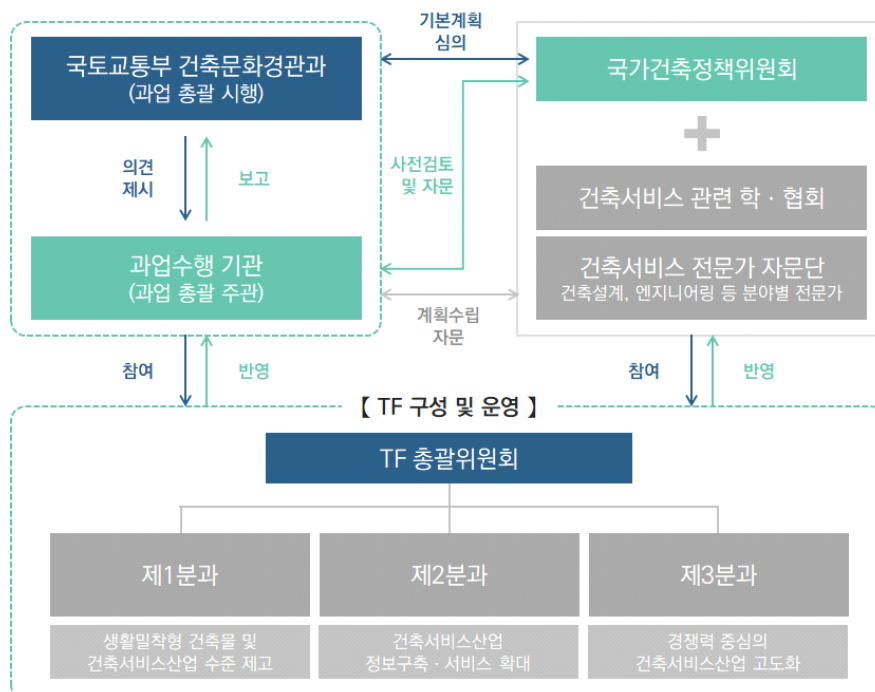 기본계획
심의
국토교통부 건축문화경관과
(과업 총괄 시행)
국가건축정책위원회
의견
제시
보고
사전검토
및 자문
건축서비스 관련 학 · 협회
과업수행 기관
(과업 총괄 주관)
건축서비스 전문가 자문단
건축설계, 엔지니어링 등 분야별 전문가
계획수립
자문
참여
반영
참여
반영
【 TF 구성 및 운영 】
TF 총괄위원회
제1분과
제2분과
제3분과
생활밀착형 건축물 및
건축서비스산업 수준 제고
건축서비스산업
정보구축 · 서비스 확대
경쟁력 중심의
건축서비스산업 고도화